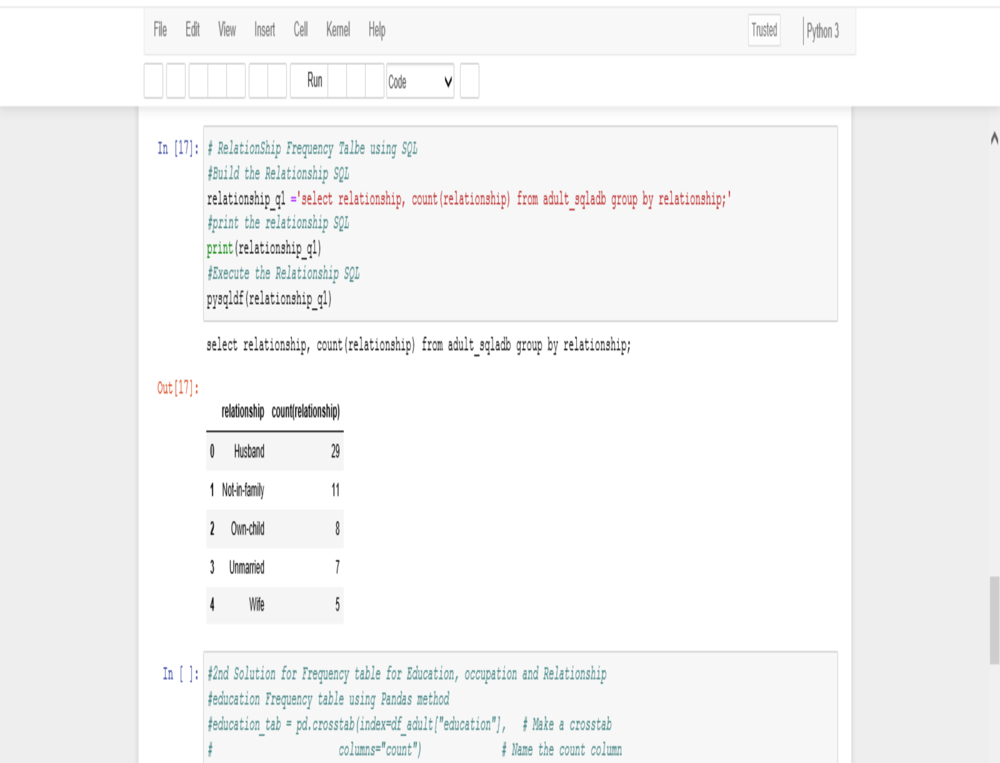 File Edit View Insert Cell Kernel Help Trusted Python 3
Run Code
In [17]: # RelationShip Frequency Talbe using SQL
#Build the Relationship SQL
relationship_q1 ='select relationship, count(relationship) from adult_sqladb group by relationship;'
#print the relationship SQL
print(relationship_q1)
#Execute the Relationship SQL
pysqldf(relationship_q1)
select relationship, count(relationship) from adult_sqladb group by relationship;
Out[17]:
relationship count(relationship)
0 Husband 29
1 Not-in-family 11
2 Own-child 8
3 Unmarried 7
4 Wife 5
In [ ]: #2nd Solution for Frequency table for Education, occupation and Relationship
#education Frequency table using Pandas method
#education_tab = pd.crosstab(index=df_adult["education"], # Make a crosstab
# columns="count") # Name the count column